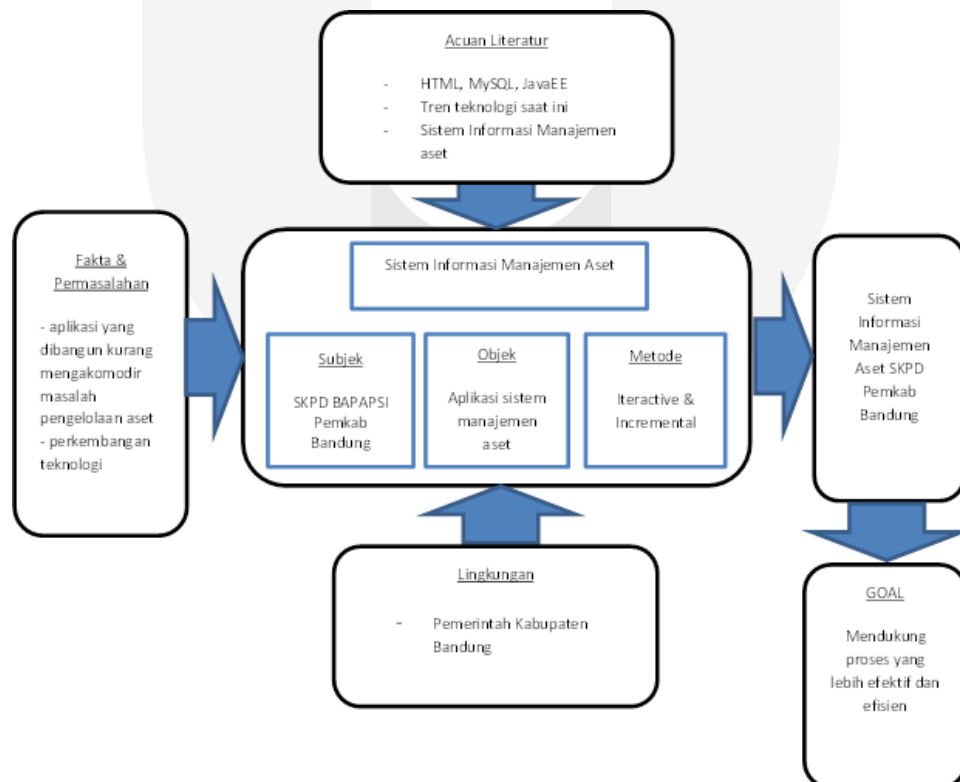 Acuan Literatur
- HTML, MySQL, JavaEE
- Tren teknologi saat ini
- Sistem Informasi Manajemen
aset
Fakta &
Permasalahan
- aplikasi yang
dibangun kurang
mengakomodir
masalah
pengelolaan aset
- perkembangan
teknologi
Sistem Informasi Manajemen Aset
Subjek
SKPD BAPAPSI
Pemkab
Bandung
Objek
Aplikasi sistem
manajemen
aset
Metode
Iteractive &
Incremental
Sistem
Informasi
Manajemen
Aset SKPD
Pemkab
Bandung
Lingkungan
- Pemerintah Kabupaten
Bandung
GOAL
Mendukung
proses yang
lebih efektif dan
efisien